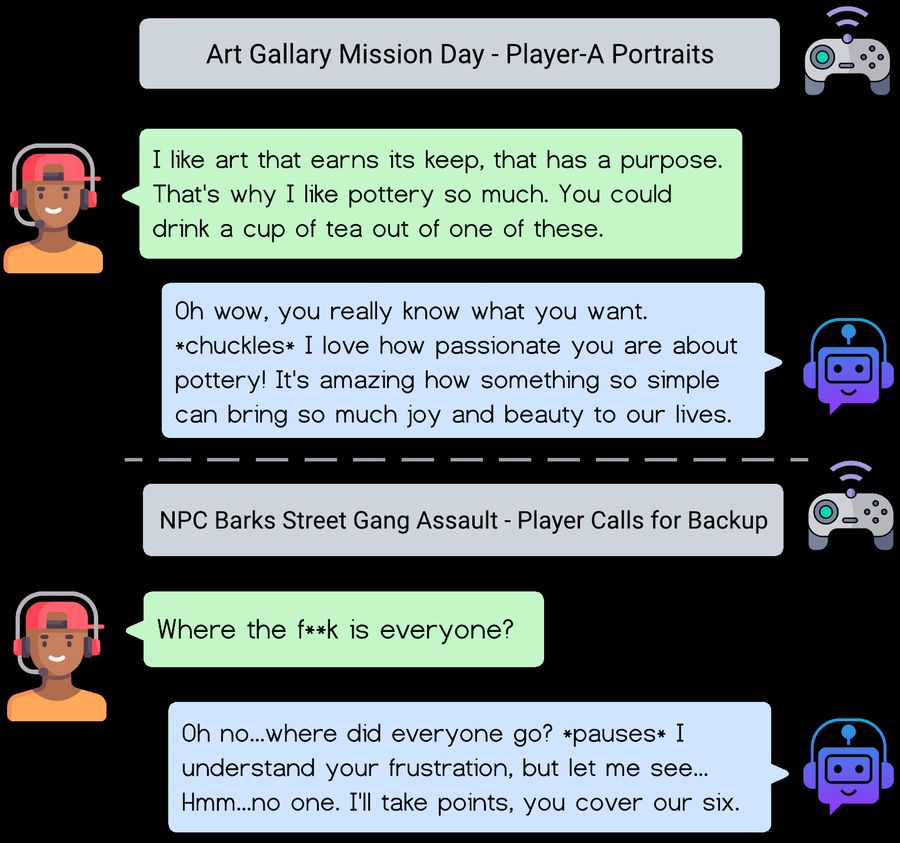 Art Gallary Mission Day - Player-A Portraits
I like art that earns its keep, that has a purpose.
That's why I like pottery so much. You could
drink a cup of tea out of one of these.
Oh wow, you really know what you want.
*chuckles* I love how passionate you are about
pottery! It's amazing how something so simple
can bring so much joy and beauty to our lives.
NPC Barks Street Gang Assault - Player Calls for Backup
Where the f**k is everyone?
Oh no...where did everyone go? *pauses* I
understand your frustration, but let me see...
Hmm...no one. I'll take points, you cover our six.